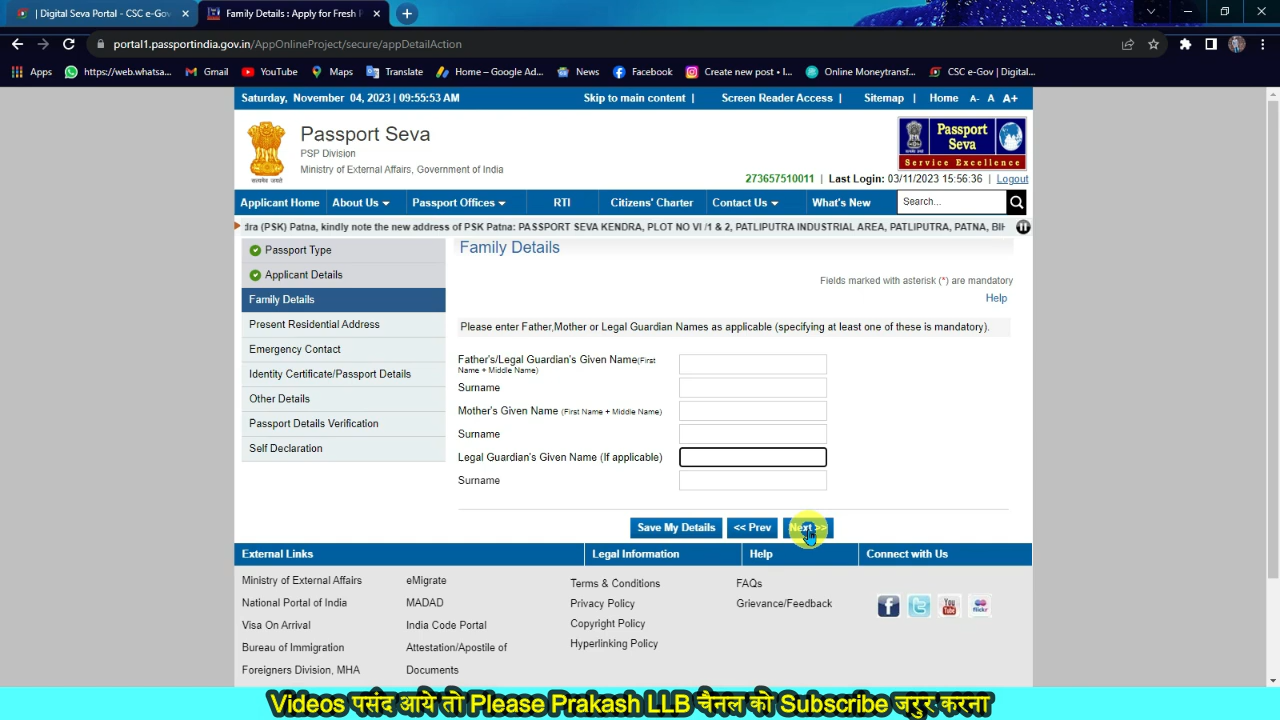 | Digital Seva Portal - CSC e-Gov
Family Details : Apply for Fresh P
portal1.passportindia.gov.in/AppOnlineProject/secure/appDetailAction
Apps
https://web.whatsa...
Gmail
YouTube
Maps
Translate
Home – Google Ad...
News
Facebook
Create new post • I...
Online Moneytransf...
CSC e-Gov | Digital...
Saturday, November 04, 2023 | 09:55:53 AM
Skip to main content |
Screen Reader Access |
Sitemap |
Home
A-
A
A+
Passport Seva
PSP Division
Ministry of External Affairs, Government of India
सत्यमेव जयते
Passport
Seva
Service Excellence
273657510011 | Last Login: 03/11/2023 15:56:36 | Logout
Applicant Home
About Us
Passport Offices
RTI
Citizens' Charter
Contact Us
What's New
Search...
dra (PSK) Patna, kindly note the new address of PSK Patna: PASSPORT SEVA KENDRA, PLOT NO VI /1 & 2, PATLIPUTRA INDUSTRIAL AREA, PATLIPUTRA, PATNA, BIH
Passport Type
Applicant Details
Family Details
Present Residential Address
Emergency Contact
Identity Certificate/Passport Details
Other Details
Passport Details Verification
Self Declaration
Family Details
Fields marked with asterisk (*) are mandatory
Help
Please enter Father,Mother or Legal Guardian Names as applicable (specifying at least one of these is mandatory).
Father's/Legal Guardian's Given Name(First
Name + Middle Name)
Surname
Mother's Given Name (First Name + Middle Name)
Surname
Legal Guardian's Given Name (If applicable)
Surname
Save My Details
<< Prev
Next >>
External Links
Legal Information
Help
Connect with Us
Ministry of External Affairs
National Portal of India
Visa On Arrival
Bureau of Immigration
Foreigners Division, MHA
eMigrate
MADAD
India Code Portal
Attestation/Apostile of
Documents
Terms & Conditions
Privacy Policy
Copyright Policy
Hyperlinking Policy
FAQs
Grievance/Feedback
f
t
You
Tube
flickr
Videos पसंद आये तो Please Prakash LLB चैनल को Subscribe जरुर करना